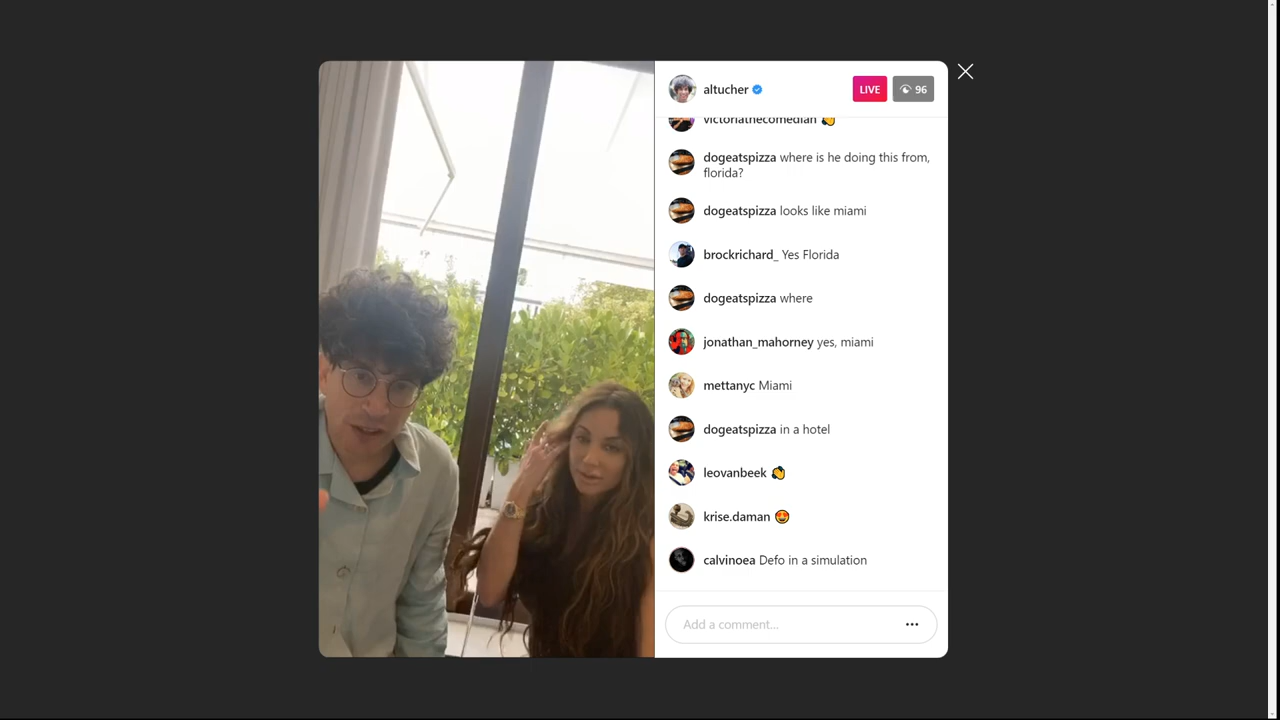 altucher
LIVE
96
victoriathecomedian 👏
dogeatspizza where is he doing this from,
florida?
dogeatspizza looks like miami
brockrichard_ Yes Florida
dogeatspizza where
jonathan_mahorney yes, miami
mettanyc Miami
dogeatspizza in a hotel
leovanbeek 👏
krise.daman 😍
calvinoea Defo in a simulation
Add a comment...